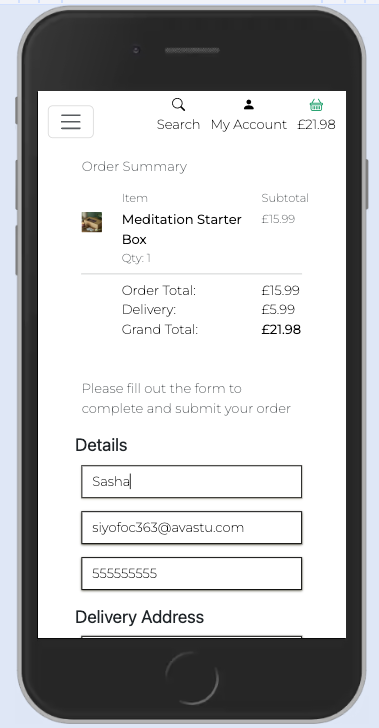 Search My Account £21.98
Order Summary
Item Subtotal
Meditation Starter £15.99
Box
Qty: 1
Order Total: £15.99
Delivery: £5.99
Grand Total: £21.98
Please fill out the form to
complete and submit your order
Details
Sasha
siyofoc363@avastu.com
555555555
Delivery Address